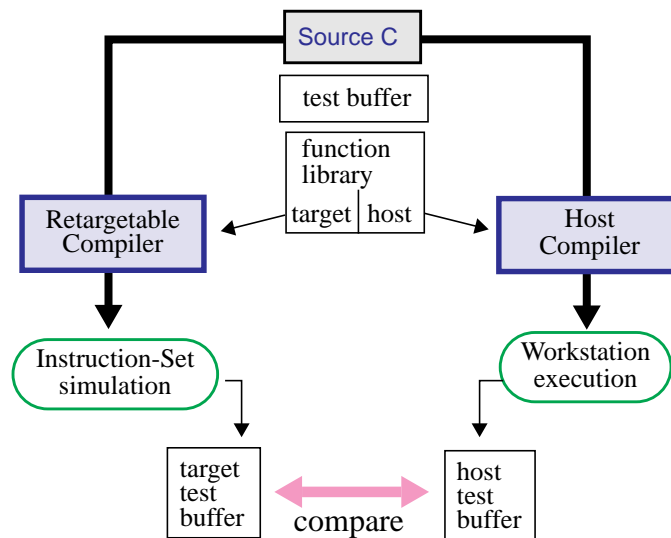 Source C
test buffer
function
library
target host
Retargetable
Compiler
Host
Compiler
Instruction-Set
simulation
Workstation
execution
target
test
buffer
compare
host
test
buffer